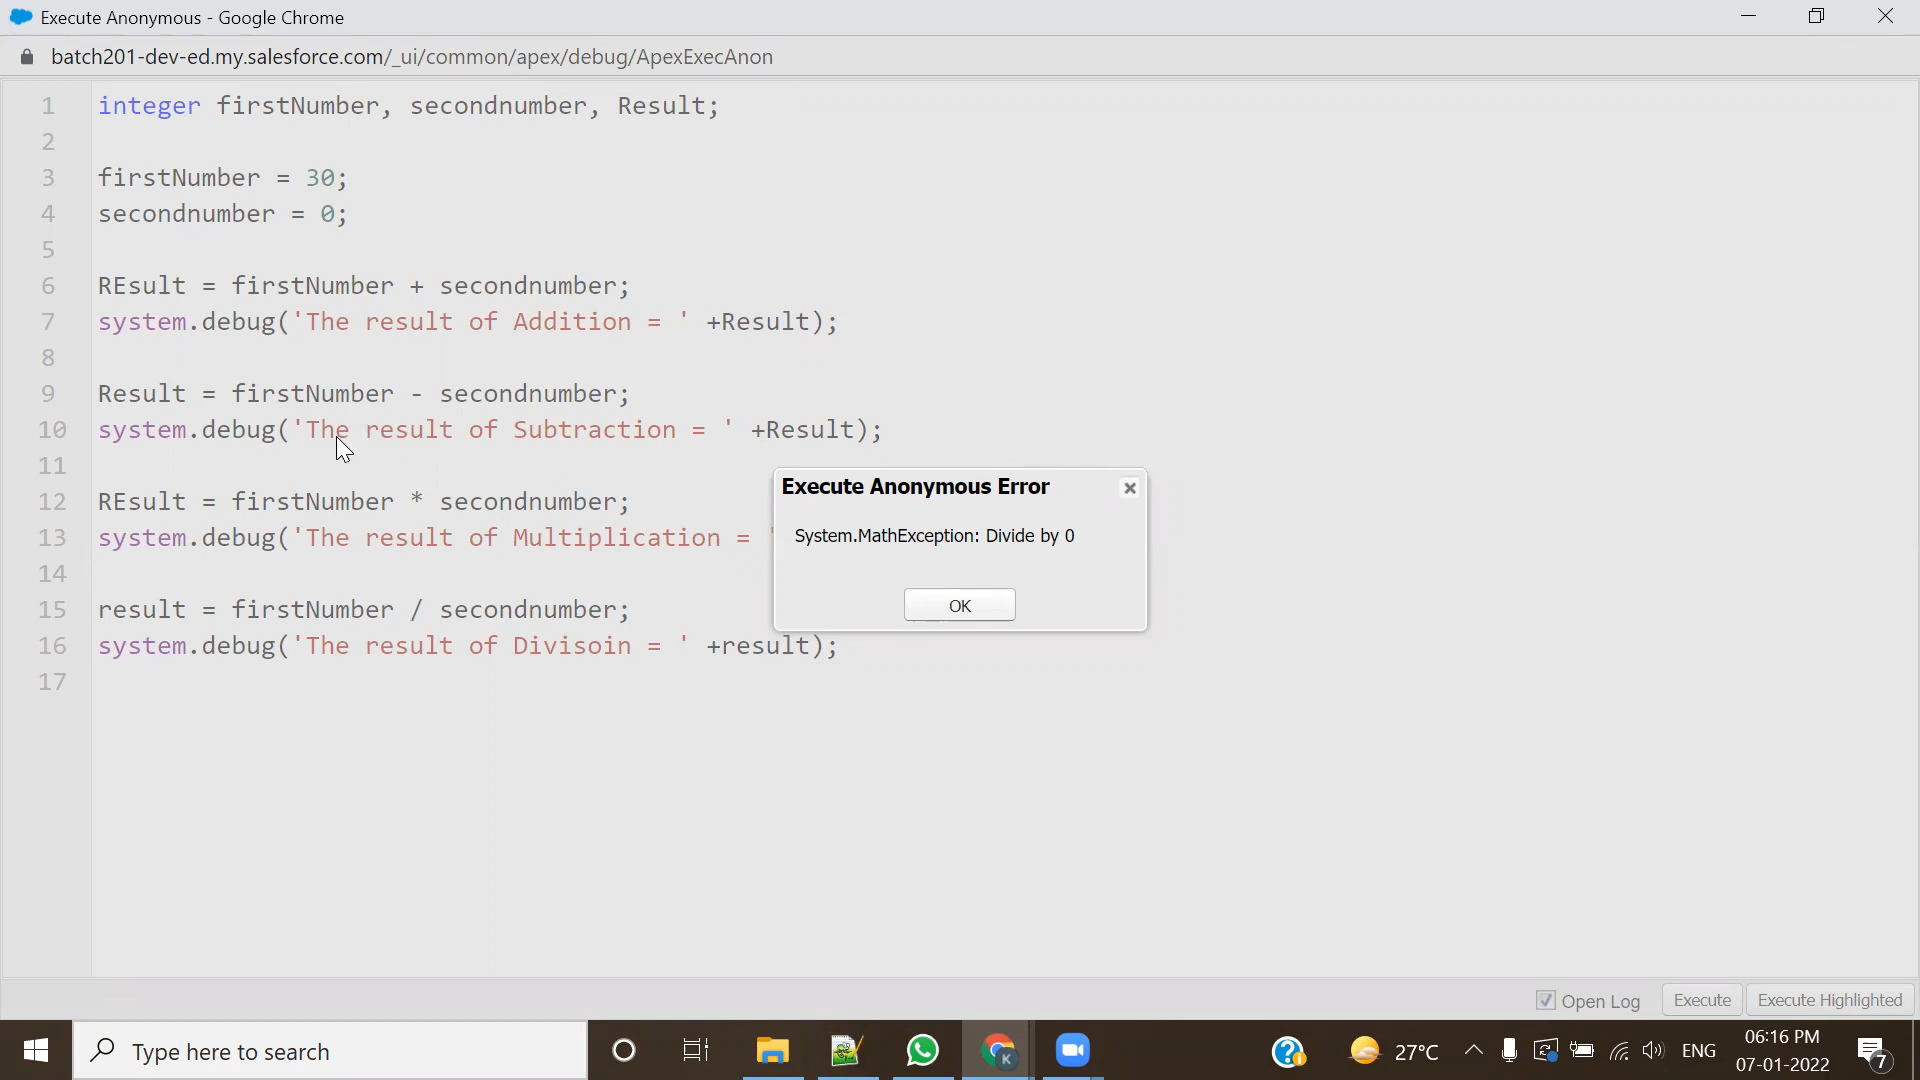 Execute Anonymous - Google Chrome
batch201-dev-ed.my.salesforce.com/_ui/common/apex/debug/ApexExecAnon
1 integer firstNumber, secondnumber, Result;
2
3 firstNumber = 30;
4 secondnumber = 0;
5
6 REsult = firstNumber + secondnumber;
7 system.debug('The result of Addition = ' +Result);
8
9 Result = firstNumber - secondnumber;
10 system.debug('The result of Subtraction = ' +Result);
11
12 REsult = firstNumber * secondnumber;
13 system.debug('The result of Multiplication = '
14
15 result = firstNumber / secondnumber;
16 system.debug('The result of Divisoin = ' +result);
17
Execute Anonymous Error
System.MathException: Divide by 0
OK
Open Log Execute Execute Highlighted
Type here to search
K
27°C
ENG
06:16 PM
07-01-2022
7